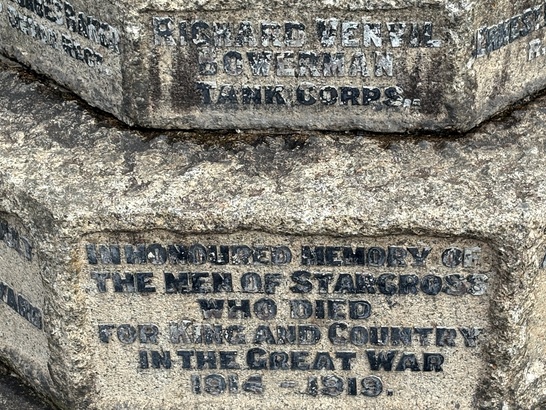 RICHARD VENVIL
BOWERMAN
TANK CORPS
IN HONOURED MEMORY OF
THE MEN OF STARCROSS
WHO DIED
FOR KING AND COUNTRY
IN THE GREAT WAR
1914 - 1919.